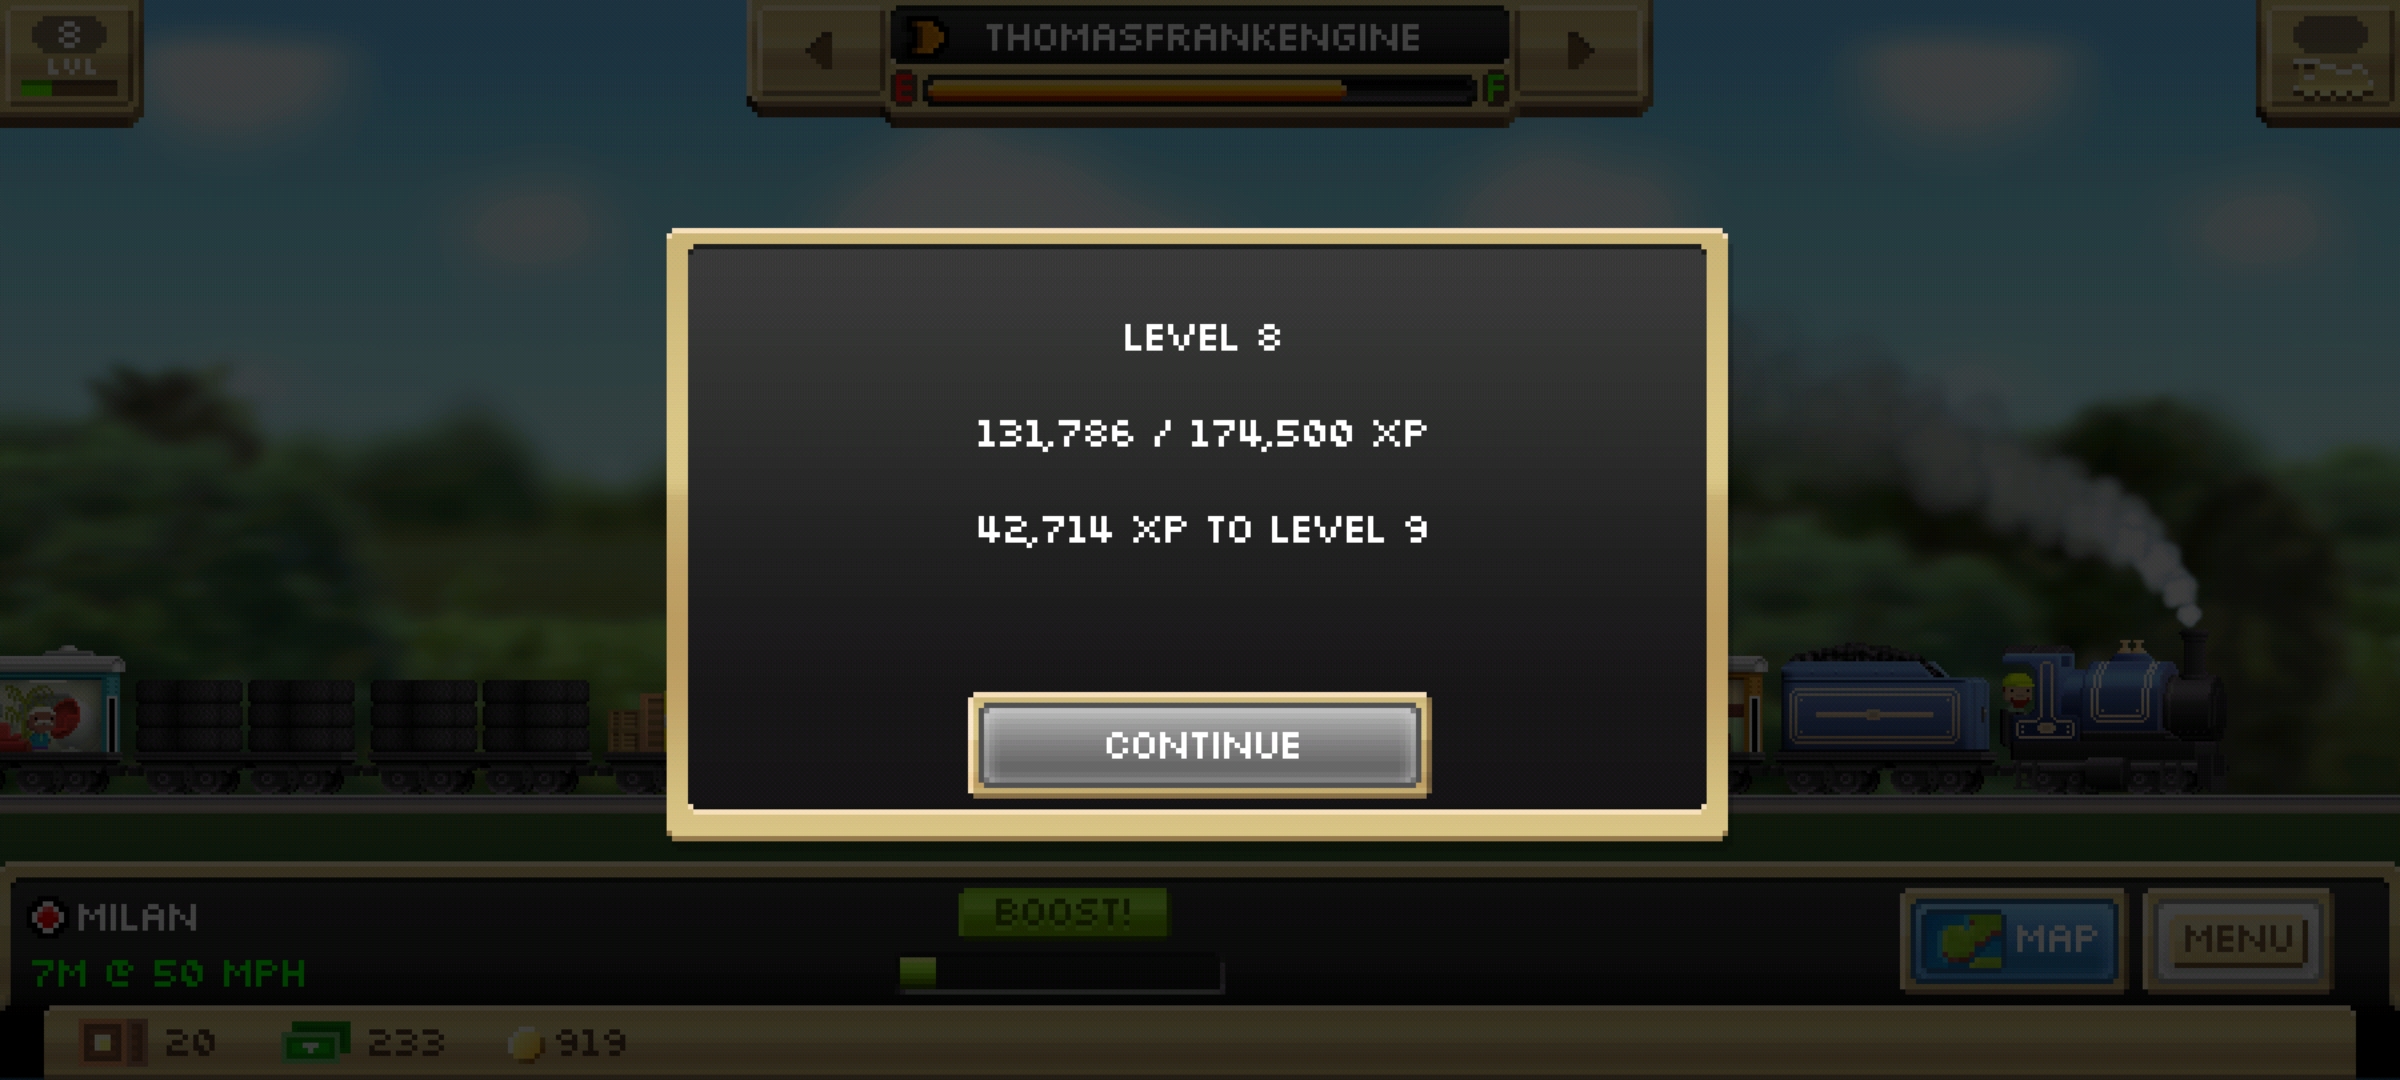 8
LVL
THOMASFRANKENGINE
E F
LEVEL 8
131,786 / 174,500 XP
42,714 XP TO LEVEL 9
CONTINUE
MILAN
7M @ 50 MPH
BOOST!
MAP
MENU
20 233 919